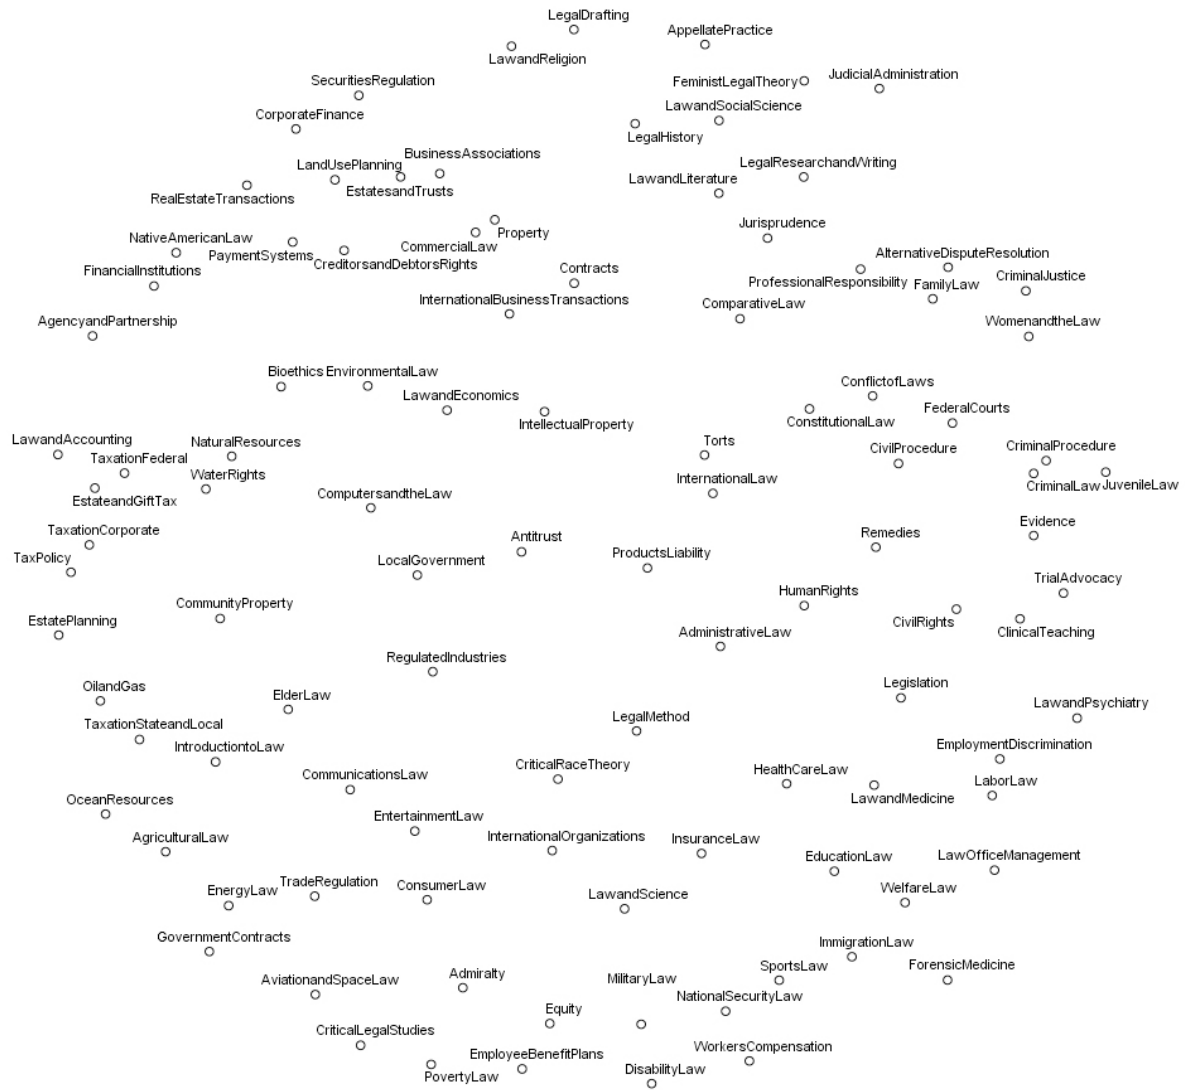 LegalDrafting
AppellatePractice
LawandReligion
SecuritiesRegulation
FeministLegalTheory
JudicialAdministration
CorporateFinance
LawandSocialScience
LegalHistory
BusinessAssociations
LandUsePlanning
LegalResearchandWriting
EstatesandTrusts
LawandLiterature
RealEstateTransactions
Jurisprudence
Property
NativeAmericanLaw
CommercialLaw
PaymentSystems
CreditorsandDebtorsRights
AlternativeDisputeResolution
FinancialInstitutions
Contracts
CriminalJustice
ProfessionalResponsibility
FamilyLaw
InternationalBusinessTransactions
ComparativeLaw
AgencyandPartnership
WomenandtheLaw
Bioethics
EnvironmentalLaw
ConflictofLaws
LawandEconomics
FederalCourts
IntellectualProperty
ConstitutionalLaw
LawandAccounting
NaturalResources
Torts
CivilProcedure
CriminalProcedure
TaxationFederal
WaterRights
InternationalLaw
CriminalLaw
JuvenileLaw
EstateandGiftTax
ComputersandtheLaw
Evidence
TaxationCorporate
Antitrust
Remedies
TaxPolicy
LocalGovernment
ProductsLiability
TrialAdvocacy
HumanRights
CommunityProperty
EstatePlanning
CivilRights
AdministrativeLaw
ClinicalTeaching
RegulatedIndustries
OilandGas
ElderLaw
Legislation
LawandPsychiatry
TaxationStateandLocal
LegalMethod
IntroductiontoLaw
EmploymentDiscrimination
CriticalRaceTheory
CommunicationsLaw
HealthCareLaw
LaborLaw
OceanResources
LawandMedicine
EntertainmentLaw
AgriculturalLaw
InternationalOrganizations
InsuranceLaw
EducationLaw
LawOfficeManagement
TradeRegulation
EnergyLaw
ConsumerLaw
LawandScience
WelfareLaw
GovernmentContracts
ImmigrationLaw
AviationandSpaceLaw
Admiralty
MilitaryLaw
SportsLaw
ForensicMedicine
NationalSecurityLaw
Equity
CriticalLegalStudies
EmployeeBenefitPlans
WorkersCompensation
PovertyLaw
DisabilityLaw